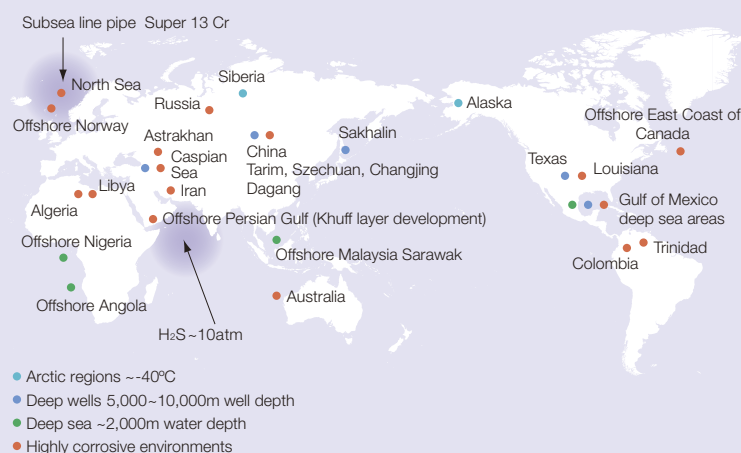 Subsea line pipe Super 13 Cr
North Sea
Offshore Norway
Siberia
Russia
Alaska
Offshore East Coast of
Canada
Astrakhan
Caspian
Sea
China
Tarim, Szechuan, Changjing
Dagang
Sakhalin
Texas
Louisiana
Iran
Libya
Algeria
Gulf of Mexico
deep sea areas
Offshore Persian Gulf (Khuff layer development)
Offshore Nigeria
Offshore Malaysia Sarawak
Trinidad
Colombia
Offshore Angola
Australia
H₂S~10atm
Arctic regions ~-40ºC
Deep wells 5,000~10,000m well depth
Deep sea ~2,000m water depth
Highly corrosive environments